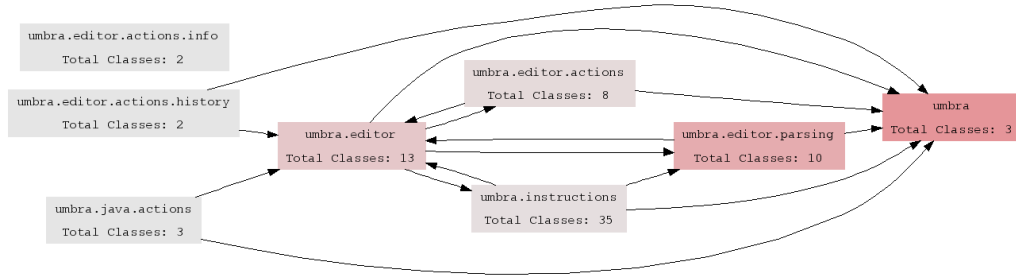 umbra.editor.actions.info
Total Classes: 2
umbra.editor.actions.history
Total Classes: 2
umbra.java.actions
Total Classes: 3
umbra.editor
Total Classes: 13
umbra.editor.actions
Total Classes: 8
umbra.instructions
Total Classes: 35
umbra.editor.parsing
Total Classes: 10
umbra
Total Classes: 3